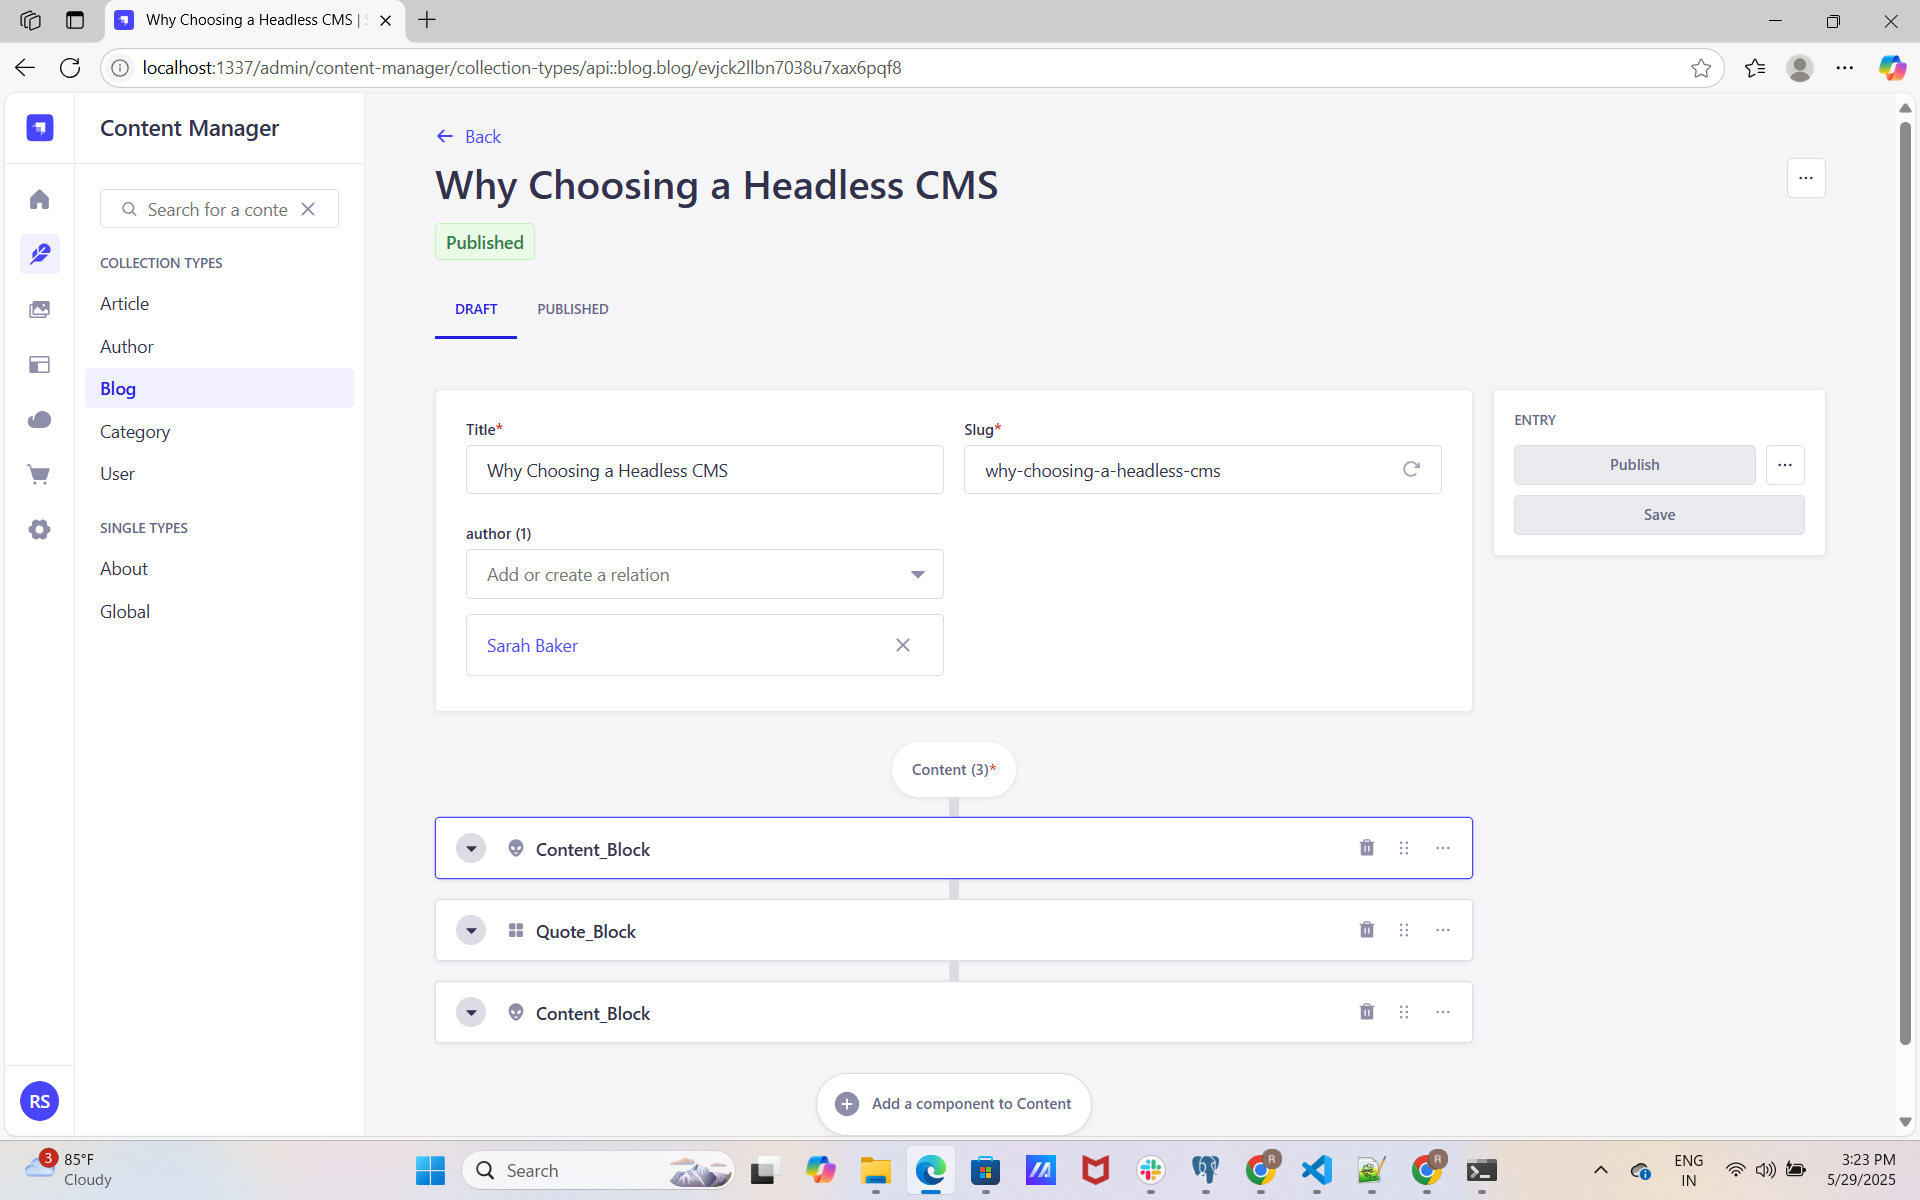 Why Choosing a Headless CMS |
localhost:1337/admin/content-manager/collection-types/api::blog.blog/evjck2llbn7038u7xax6pqf8
Content Manager
Search for a conte
COLLECTION TYPES
Article
Author
Blog
Category
User
SINGLE TYPES
About
Global
RS
Back
Why Choosing a Headless CMS
Published
DRAFT PUBLISHED
Title* Slug*
Why Choosing a Headless CMS why-choosing-a-headless-cms
author (1)
Add or create a relation
Sarah Baker
ENTRY
Publish
Save
Content (3)*
Content_Block
Quote_Block
Content_Block
Add a component to Content
3
85°F
Cloudy
Search
R
R
ENG
IN
3:23 PM
5/29/2025